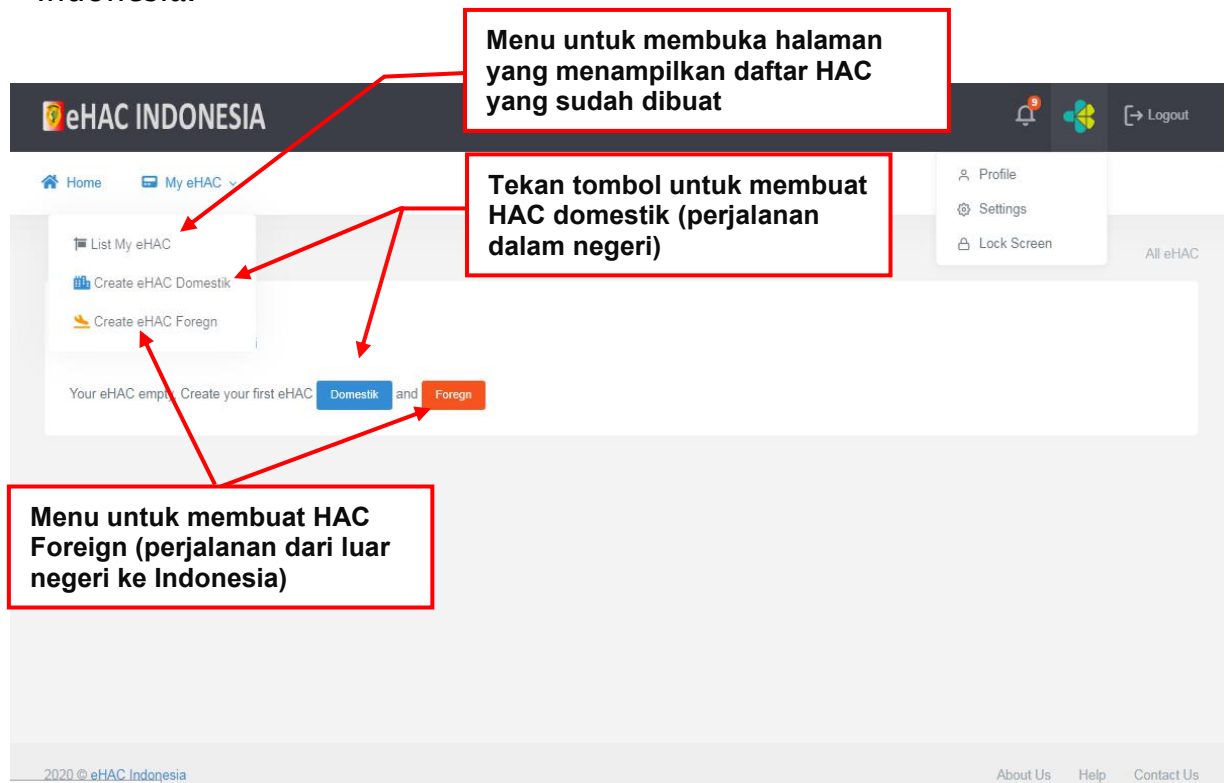 Indonesia.
Menu untuk membuka halaman
yang menampilkan daftar HAC
yang sudah dibuat
eHAC INDONESIA
9
Logout
Home
My eHAC
Tekan tombol untuk membuat
HAC domestik (perjalanan
dalam negeri)
Profile
Settings
Lock Screen
List My eHAC
Create eHAC Domestik
Create eHAC Foregn
All eHAC
Your eHAC empty. Create your first eHAC Domestik and Foregn
Menu untuk membuat HAC
Foreign (perjalanan dari luar
negeri ke Indonesia)
2020 © eHAC Indonesia
About Us Help Contact Us